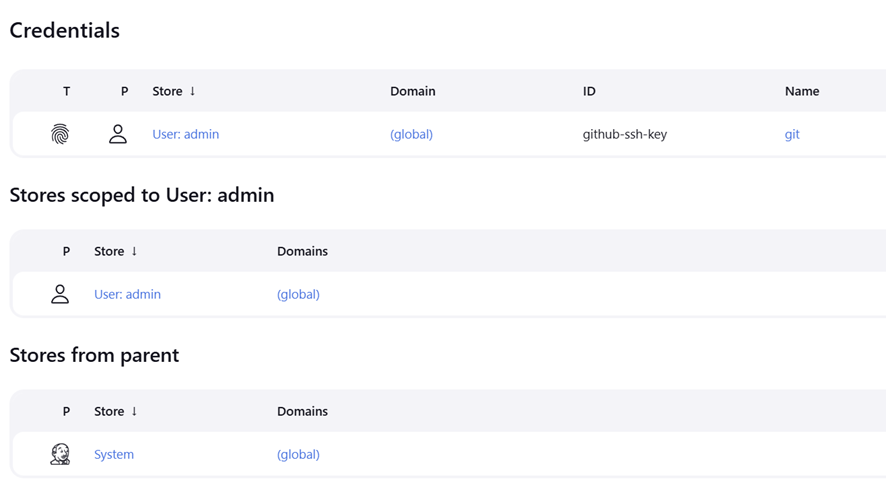 Credentials
T P Store ↓ Domain ID Name
User: admin (global) github-ssh-key git
Stores scoped to User: admin
P Store ↓ Domains
User: admin (global)
Stores from parent
P Store ↓ Domains
System (global)